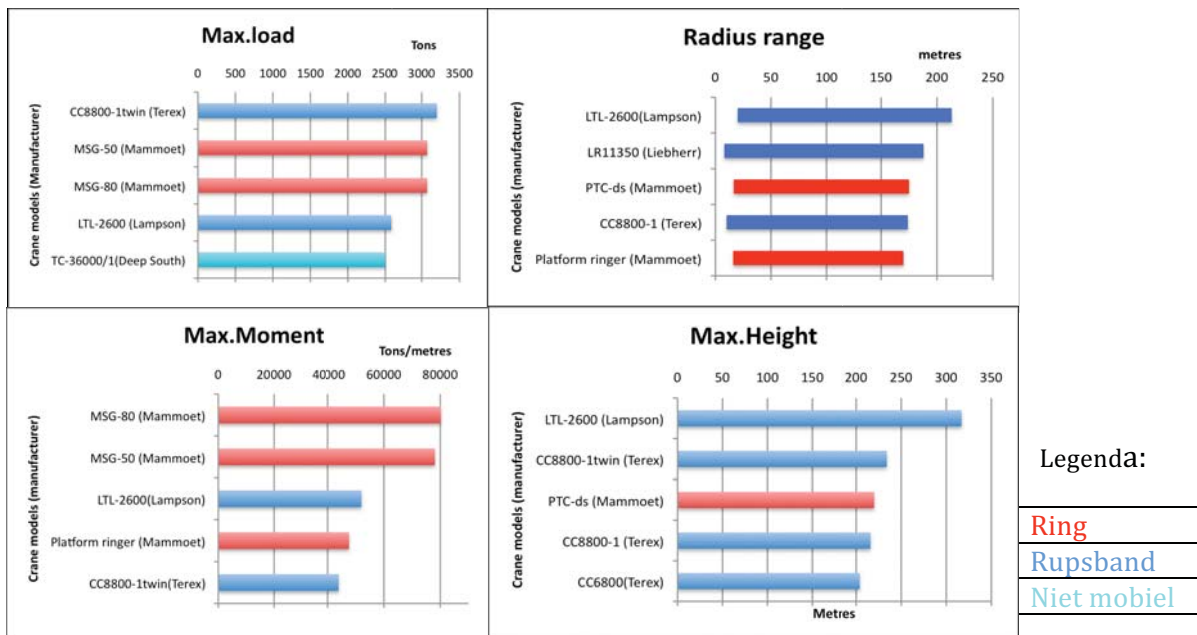 Max.load
Tons
0 500 1000 1500 2000 2500 3000 3500
Crane models (Manufacturer)
CC8800-1twin (Terex)
MSG-50 (Mammoet)
MSG-80 (Mammoet)
LTL-2600 (Lampson)
TC-36000/1(Deep South)
Radius range
metres
0 50 100 150 200 250
Crane models (manufacturer)
LTL-2600(Lampson)
LR11350 (Liebherr)
PTC-ds (Mammoet)
CC8800-1 (Terex)
Platform ringer (Mammoet)
Max.Moment
Tons/metres
0 20000 40000 60000 80000
Crane models (manufacturer)
MSG-80 (Mammoet)
MSG-50 (Mammoet)
LTL-2600(Lampson)
Platform ringer (Mammoet)
CC8800-1twin(Terex)
Max.Height
0 50 100 150 200 250 300 350
Crane models (manufacturer)
LTL-2600 (Lampson)
CC8800-1twin (Terex)
PTC-ds (Mammoet)
CC8800-1 (Terex)
CC6800(Terex)
Metres
Legenda:
Ring
Rupsband
Niet mobiel